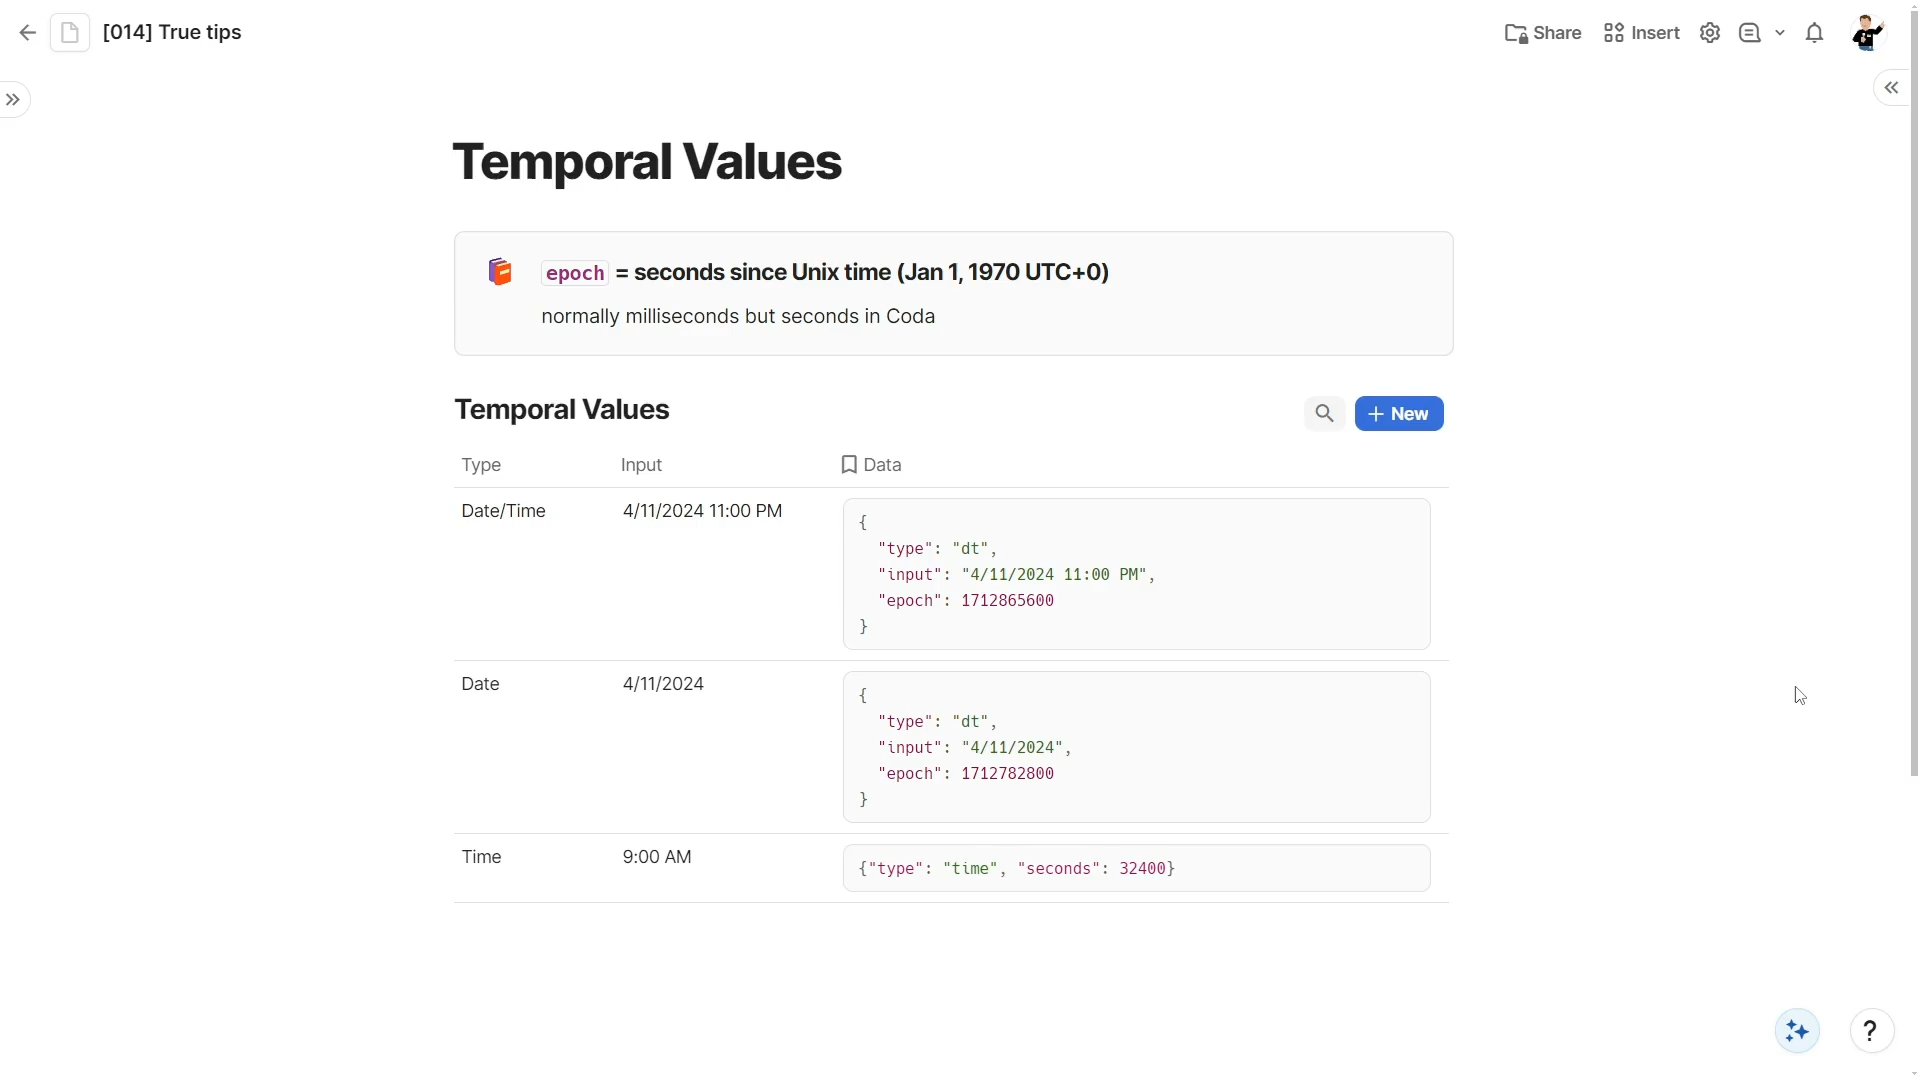 [014] True tips
Share
Insert
Temporal Values
epoch = seconds since Unix time (Jan 1, 1970 UTC+0)
normally milliseconds but seconds in Coda
Temporal Values
+ New
Type Input Data
Date/Time 4/11/2024 11:00 PM
{
"type": "dt",
"input": "4/11/2024 11:00 PM",
"epoch": 1712865600
}
Date 4/11/2024
{
"type": "dt",
"input": "4/11/2024",
"epoch": 1712782800
}
Time 9:00 AM {"type": "time", "seconds": 32400}
?